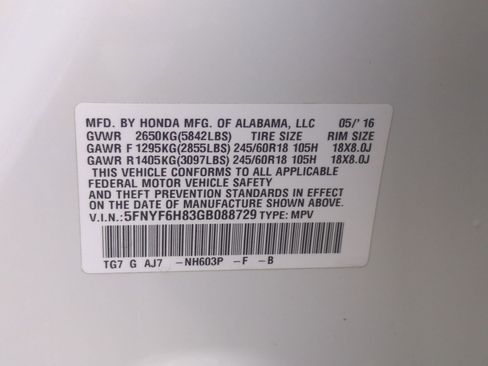 MFD. BY HONDA MFG. OF ALABAMA, LLC 05/' 16
GVWR 2650KG(5842LBS) TIRE SIZE RIM SIZE
GAWR F 1295KG(2855LBS) 245/60R18 105H 18X8.0J
GAWR R 1405KG(3097LBS) 245/60R18 105H 18X8.0J
THIS VEHICLE CONFORMS TO ALL APPLICABLE
FEDERAL MOTOR VEHICLE SAFETY
AND THEFT PREVENTION STANDARDS IN EFFECT
ON THE DATE OF MANUFACTURE SHOWN ABOVE.
V.I.N.: 5FNYF6H83GB088729 TYPE: MPV
TG7 G AJ7 -NH603P -F -B